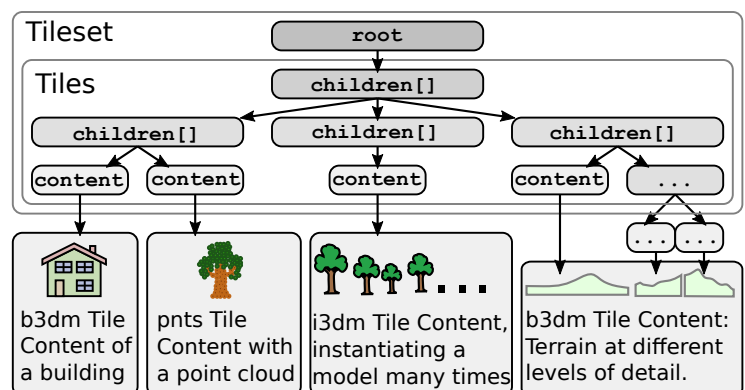 Tileset
root
Tiles
children[]
children[] children[] children[]
content content content content ...
... ...
b3dm Tile
Content of
a building
pnts Tile
Content with
a point cloud
...
i3dm Tile Content,
instantiating a
model many times
b3dm Tile Content:
Terrain at different
levels of detail.